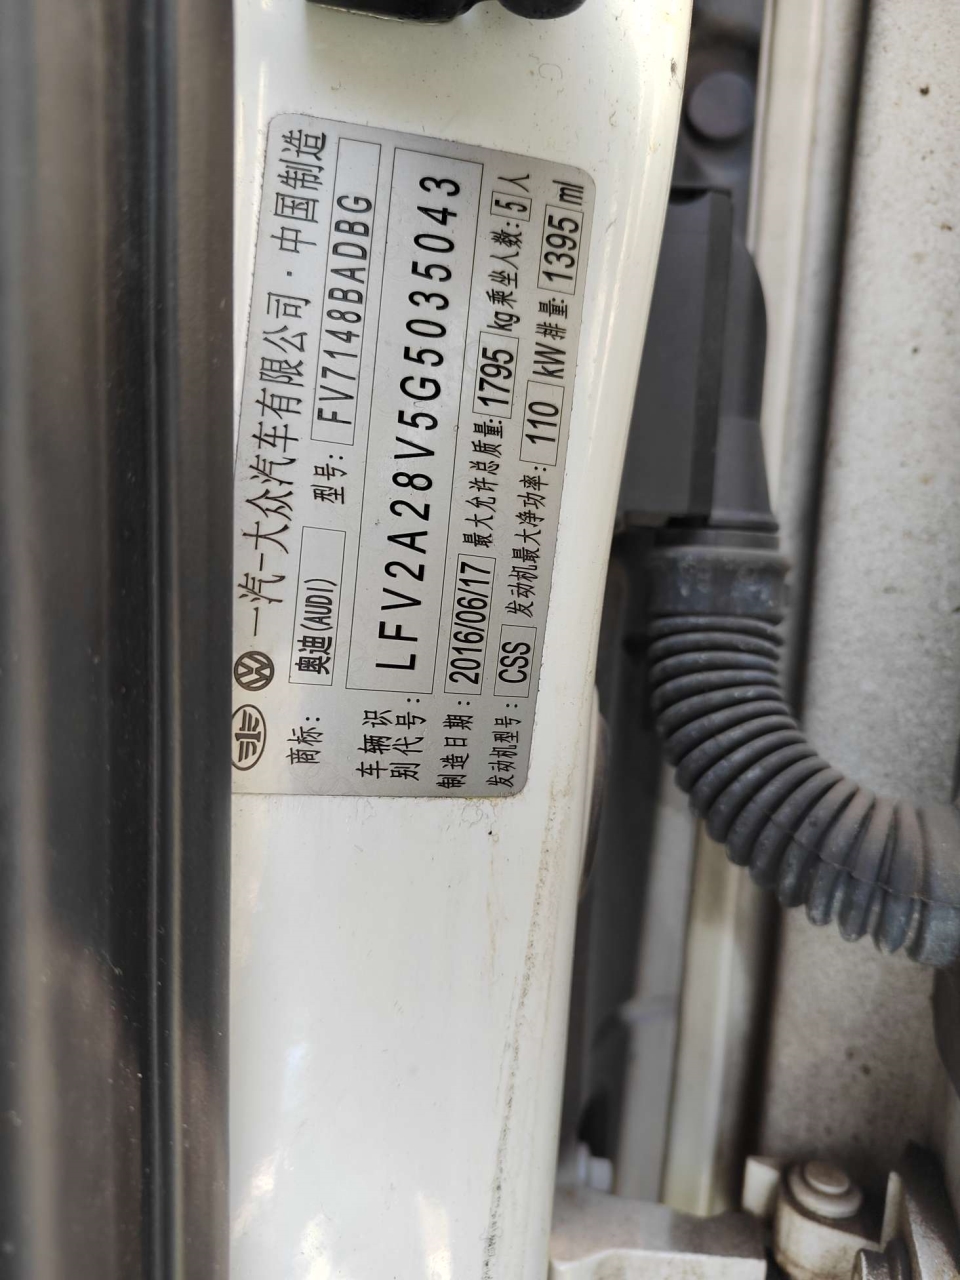 一汽-大众汽车有限公司·中国制造
商标: 奥迪(AUDI) 型号: FV7148BADBG
车辆识别代号: LFV2A28V5G5035043
制造日期: 2016/06/17 最大允许总质量: 1795 kg 乘坐人数: 5 人
发动机型号: CSS 发动机最大净功率: 110 kW 排量: 1395 ml